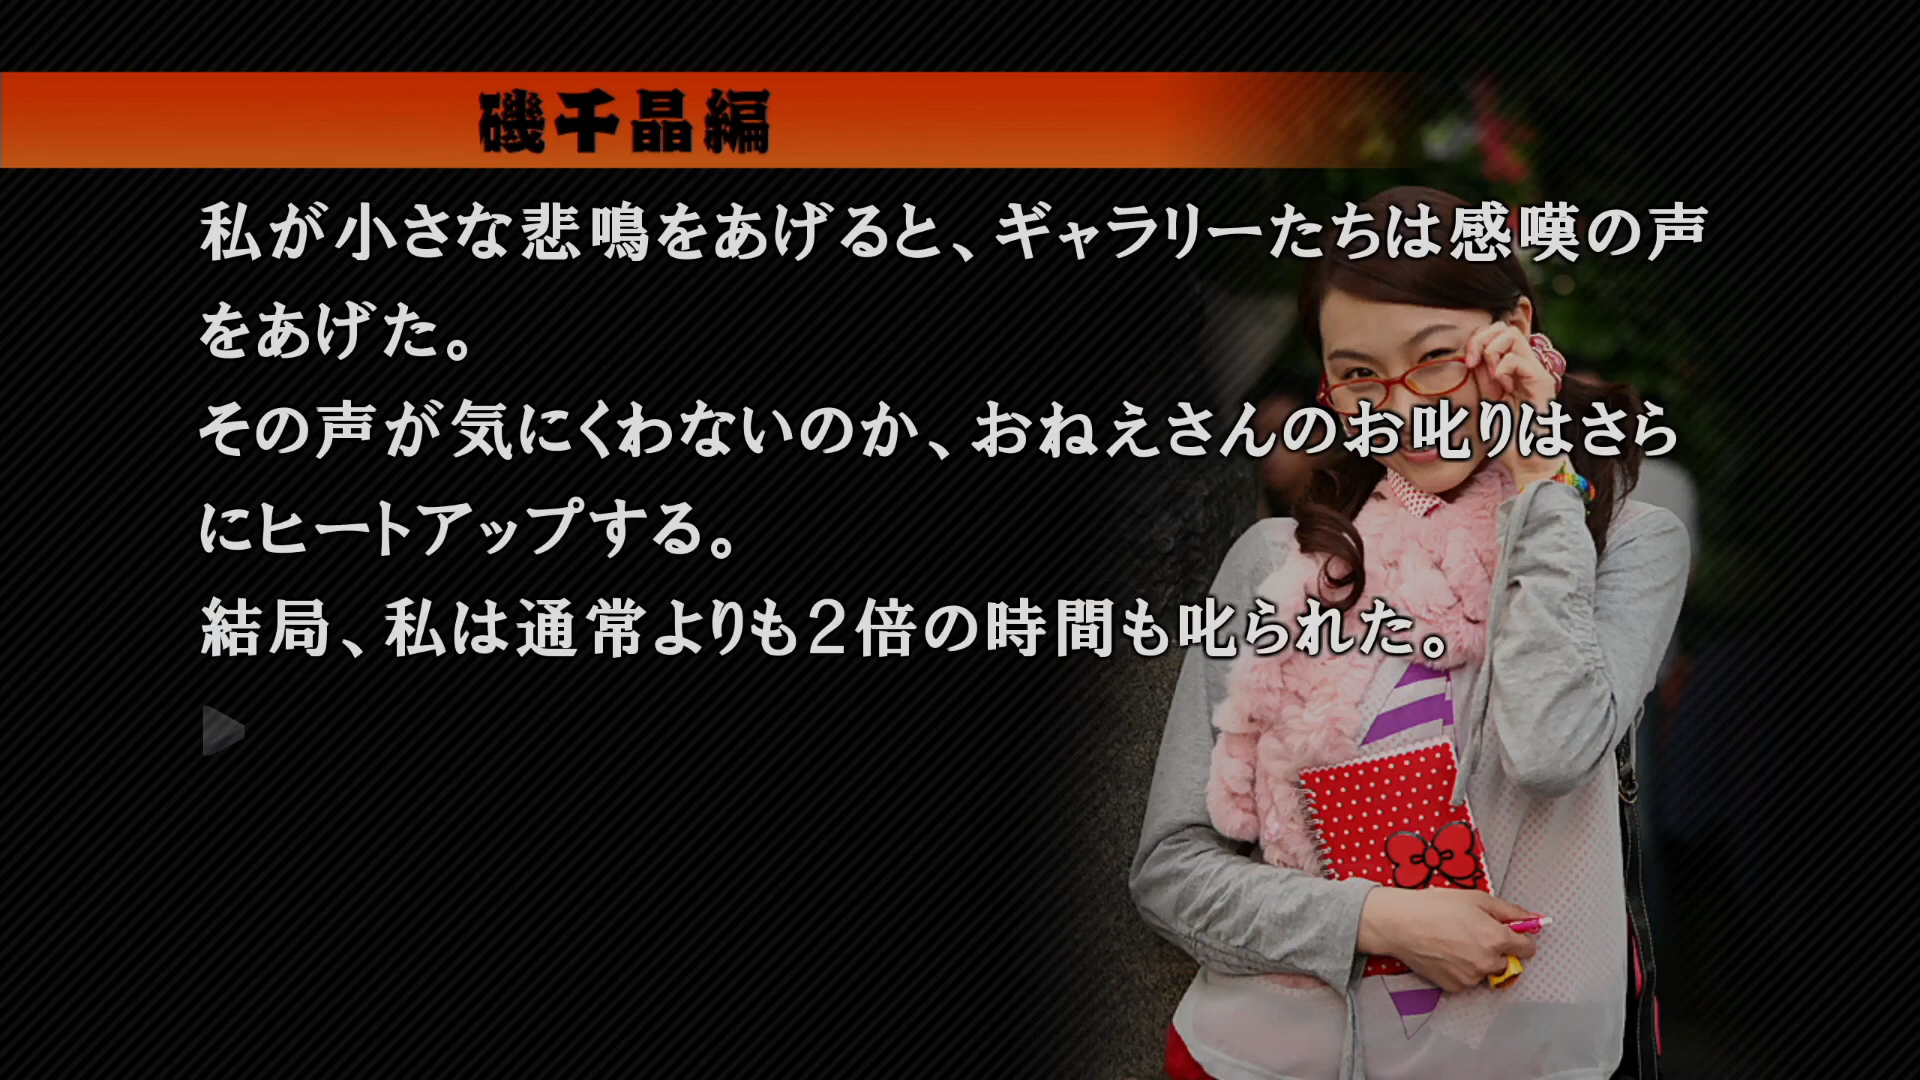 磯千晶編
私が小さな悲鳴をあげると、ギャラリーたちは感嘆の声
をあげた。
その声が気にくわないのか、おねえさんのお叱りはさら
にヒートアップする。
結局、私は通常よりも２倍の時間も叱られた。